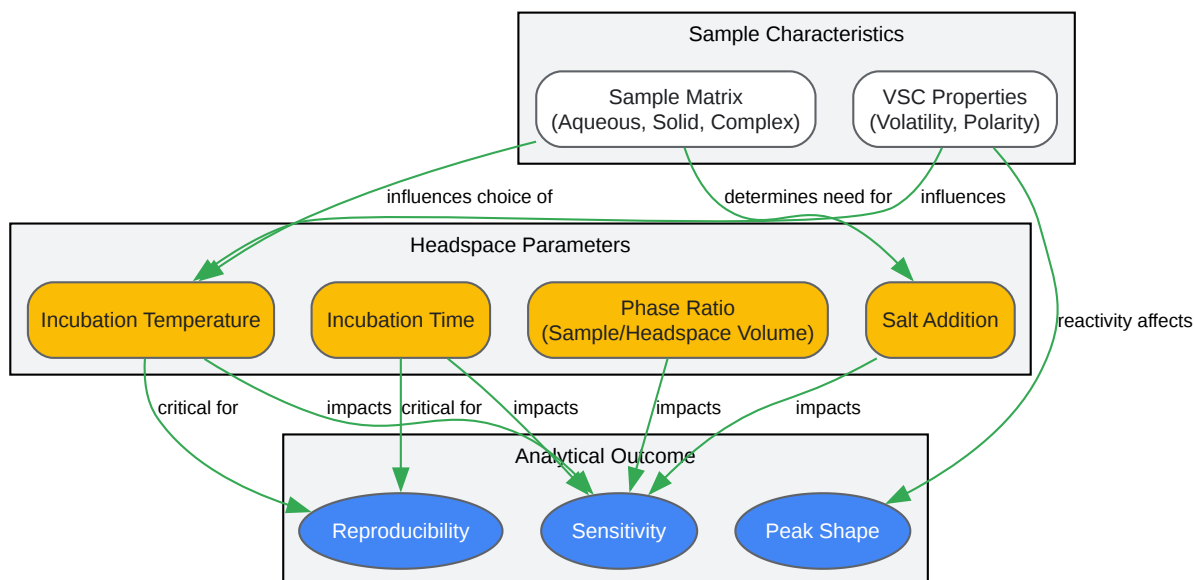 Sample Characteristics
Sample Matrix
(Aqueous, Solid, Complex)
VSC Properties
(Volatility, Polarity)
influences choice of
determines need for
influences
Headspace Parameters
Incubation Temperature
Incubation Time
Phase Ratio
(Sample/Headspace Volume)
Salt Addition
reactivity affects
critical for
impacts
critical for
impacts
impacts
impacts
Analytical Outcome
Reproducibility
Sensitivity
Peak Shape